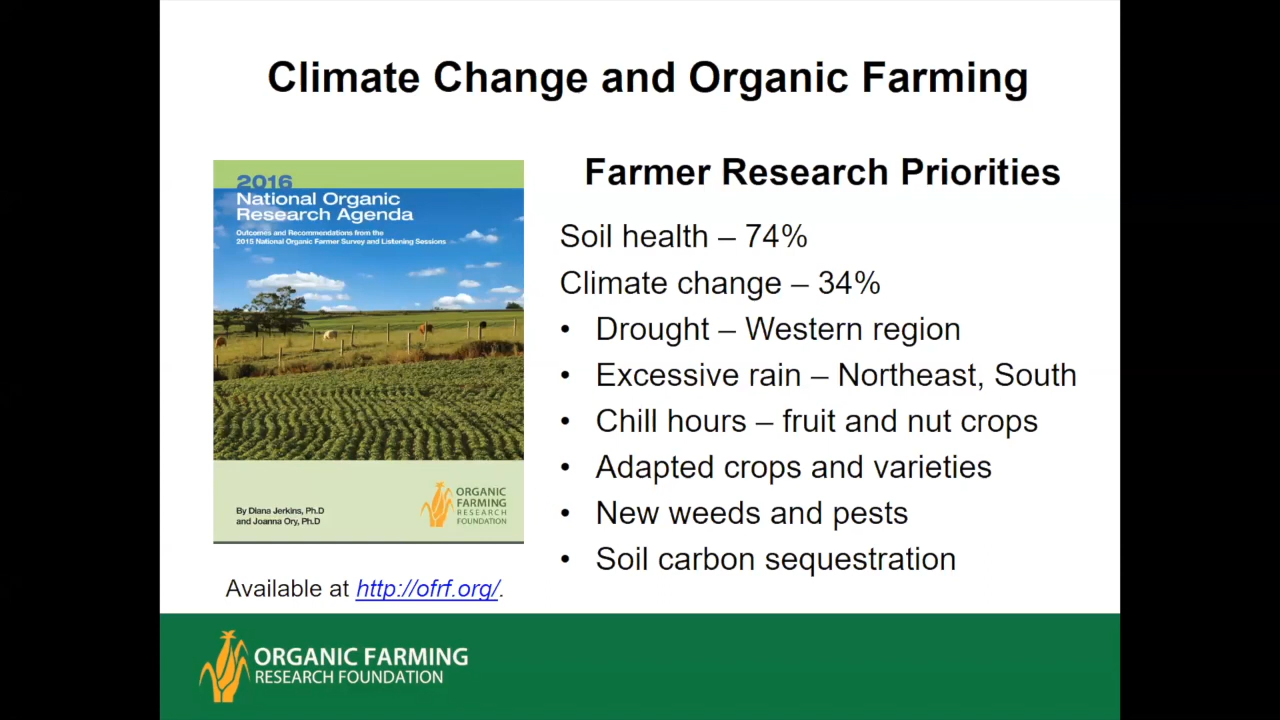 Climate Change and Organic Farming
2016
National Organic
Research Agenda
Outcomes and Recommendations from the
2015 National Organic Farmer Survey and Listening Sessions
By Diana Jerkins, Ph.D
and Joanna Ory, Ph.D
ORGANIC
FARMING
RESEARCH
FOUNDATION
Available at http://ofrf.org/.
Farmer Research Priorities
Soil health – 74%
Climate change – 34%
• Drought – Western region
• Excessive rain – Northeast, South
• Chill hours – fruit and nut crops
• Adapted crops and varieties
• New weeds and pests
• Soil carbon sequestration
ORGANIC FARMING
RESEARCH FOUNDATION